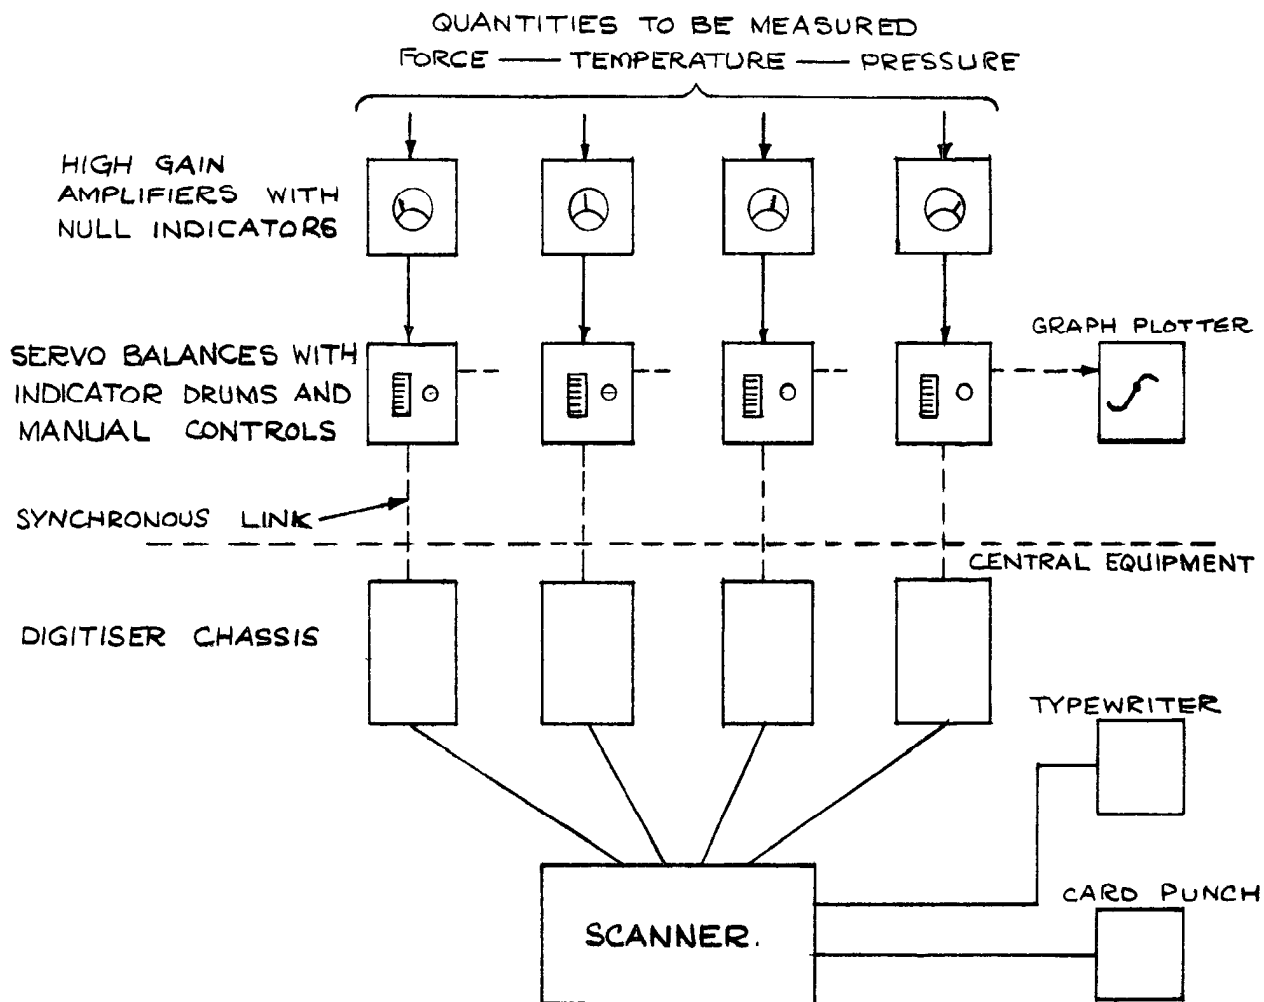 QUANTITIES TO BE MEASURED
FORCE — TEMPERATURE — PRESSURE
HIGH GAIN
AMPLIFIERS WITH
NULL INDICATORS
GRAPH PLOTTER
SERVO BALANCES WITH
INDICATOR DRUMS AND
MANUAL CONTROLS
SYNCHRONOUS LINK
CENTRAL EQUIPMENT
DIGITISER CHASSIS
TYPEWRITER
CARD PUNCH
SCANNER.